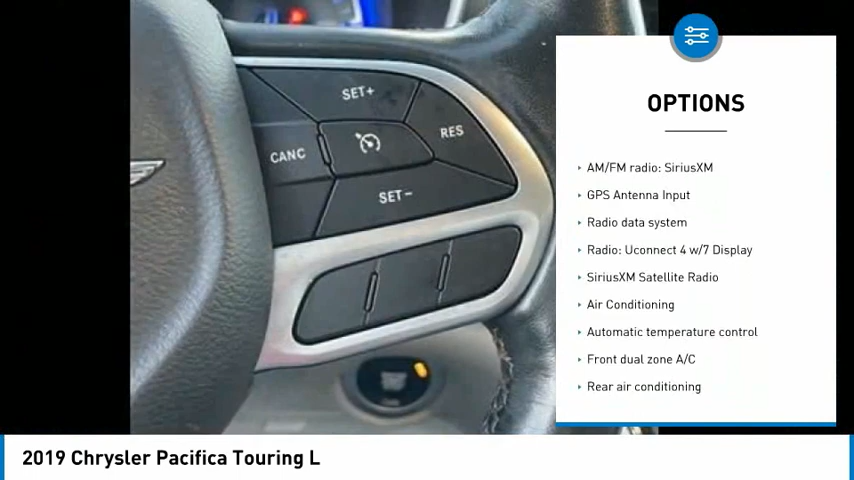 SET+
RES
CANC
SET-
OPTIONS
AM/FM radio: SiriusXM
GPS Antenna Input
Radio data system
Radio: Uconnect 4 w/7 Display
SiriusXM Satellite Radio
Air Conditioning
Automatic temperature control
Front dual zone A/C
Rear air conditioning
2019 Chrysler Pacifica Touring L